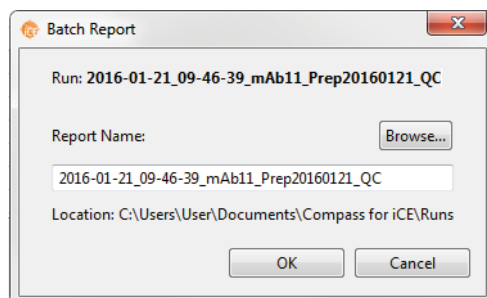 Batch Report
Run: 2016-01-21_09-46-39_mAb11_Prep20160121_QC
Report Name:
Browse...
2016-01-21_09-46-39_mAb11_Prep20160121_QC
Location: C:\Users\User\Documents\Compass for iCE\Runs
OK
Cancel